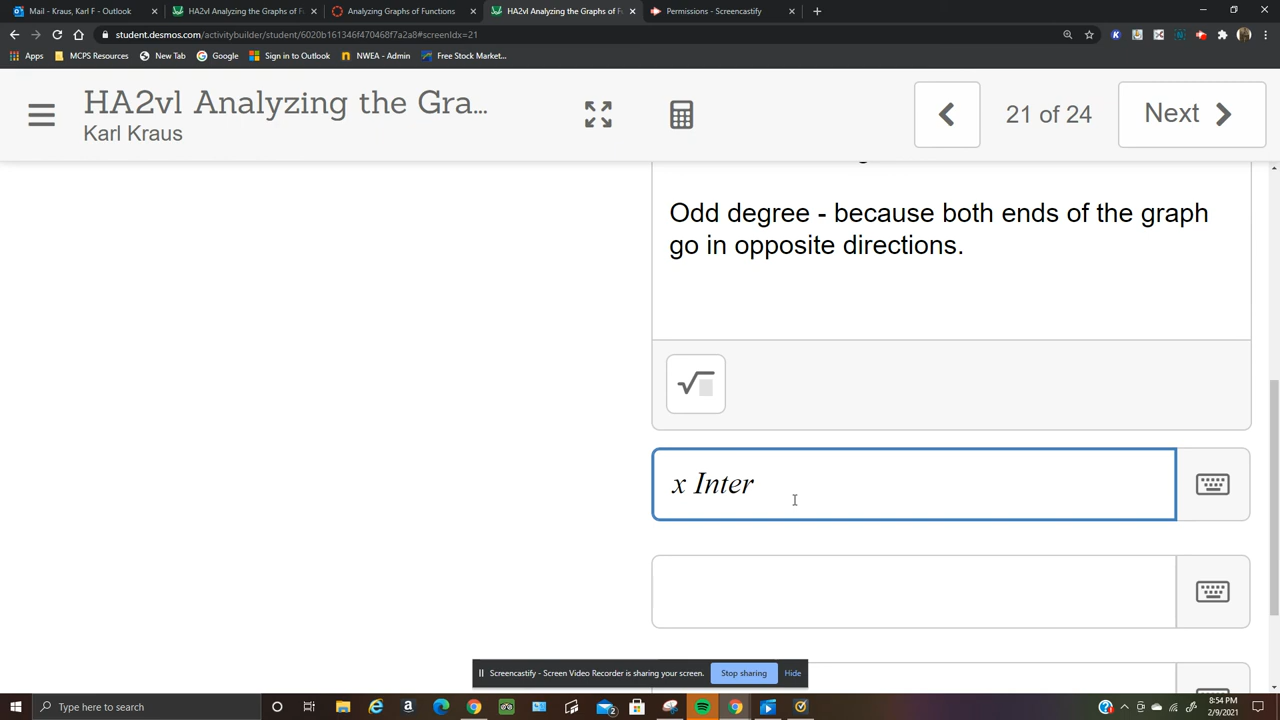 Mail - Kraus, Karl F - Outlook
HA2vl Analyzing the Graphs of Fu
Analyzing Graphs of Functions
HA2vl Analyzing the Graphs of Fu
Permissions - Screencastify
student.desmos.com/activitybuilder/student/6020b161346f470468f7a2a8#screenIdx=21
Apps
MCPS Resources
New Tab
Google
Sign in to Outlook
NWEA - Admin
Free Stock Market...
HA2vl Analyzing the Gra...
Karl Kraus
21 of 24
Next
Odd degree - because both ends of the graph
go in opposite directions.
x Inter
Screencastify - Screen Video Recorder is sharing your screen.
Stop sharing
Hide
Type here to search
8:54 PM
2/9/2021